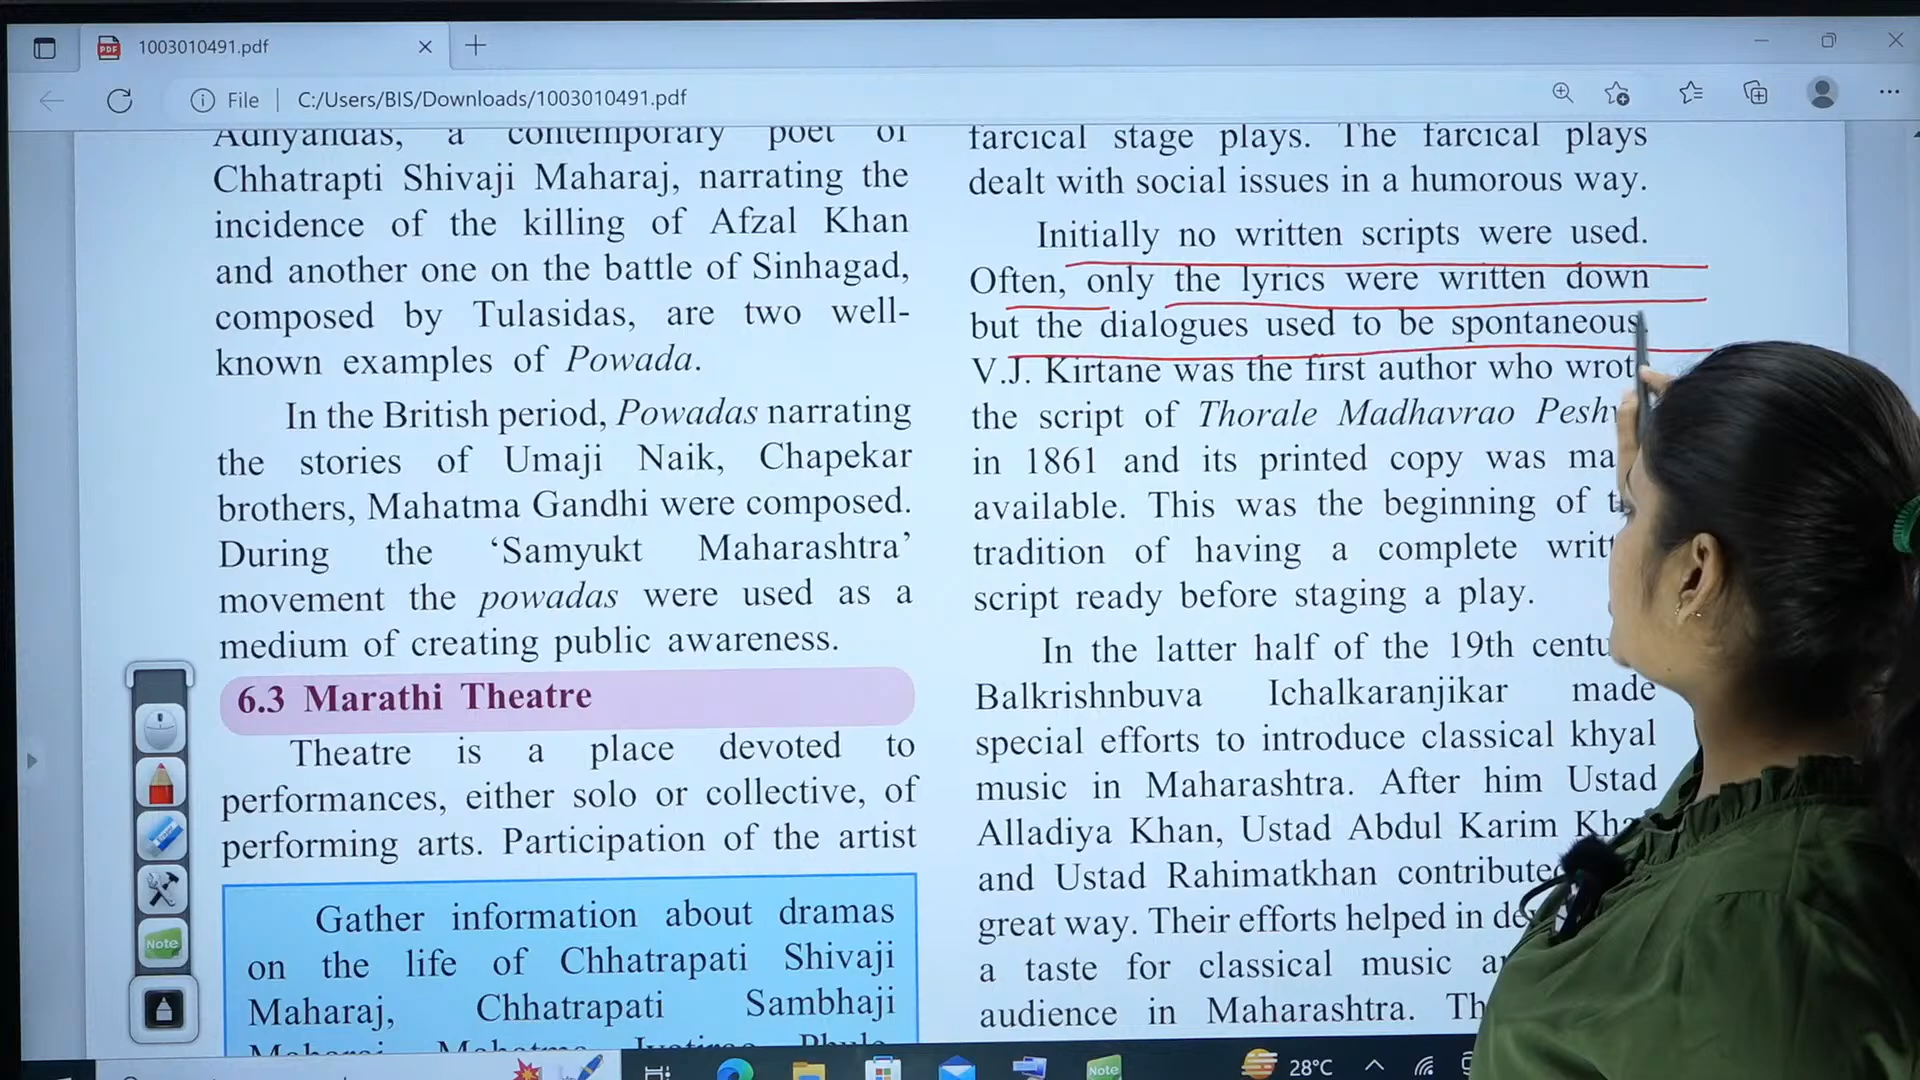 1003010491.pdf
File
C:/Users/BIS/Downloads/1003010491.pdf
Adnyandas, a contemporary poet of
Chhatrapti Shivaji Maharaj, narrating the
incidence of the killing of Afzal Khan
and another one on the battle of Sinhagad,
composed by Tulasidas, are two well-
known examples of Powada.
In the British period, Powadas narrating
the stories of Umaji Naik, Chapekar
brothers, Mahatma Gandhi were composed.
During the ‘Samyukt Maharashtra’
movement the powadas were used as a
medium of creating public awareness.
6.3 Marathi Theatre
Theatre is a place devoted to
performances, either solo or collective, of
performing arts. Participation of the artist
Gather information about dramas
on the life of Chhatrapati Shivaji
Maharaj, Chhatrapati Sambhaji
Maharaj, Mahatma Jyotirao Phule,
farcical stage plays. The farcical plays
dealt with social issues in a humorous way.
Initially no written scripts were used.
Often, only the lyrics were written down
but the dialogues used to be spontaneous.
V.J. Kirtane was the first author who
the script of Thorale Madhavrao
in 1861 and its printed copy was
available. This was the beginning of
tradition of having a complete
script ready before staging a play.
In the latter half of the 19th
Balkrishnbuva Ichalkaranjikar made
special efforts to introduce classical khyal
music in Maharashtra. After him Ustad
Alladiya Khan, Ustad Abdul Karim
and Ustad Rahimatkhan
great way. Their efforts helped in
a taste for classical music
audience in Maharashtra.
Note
Note
28°C